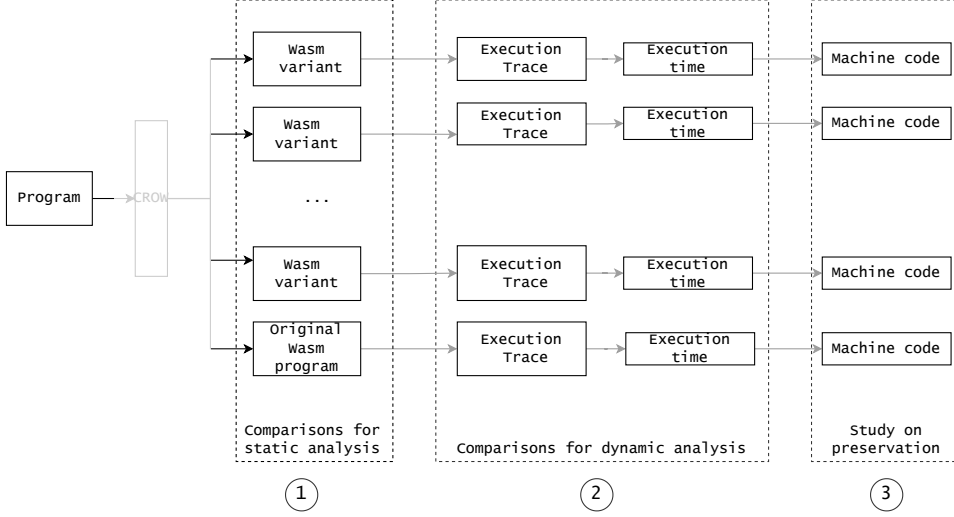 Wasm
variant
Execution
Trace
Execution
time
Machine code
Wasm
variant
Execution
Trace
Execution
time
Machine code
Program
CROW
...
Wasm
variant
Execution
Trace
Execution
time
Machine code
Original
Wasm
program
Execution
Trace
Execution
time
Machine code
Comparisons for
static analysis
Comparisons for dynamic analysis
Study on
preservation
1
2
3